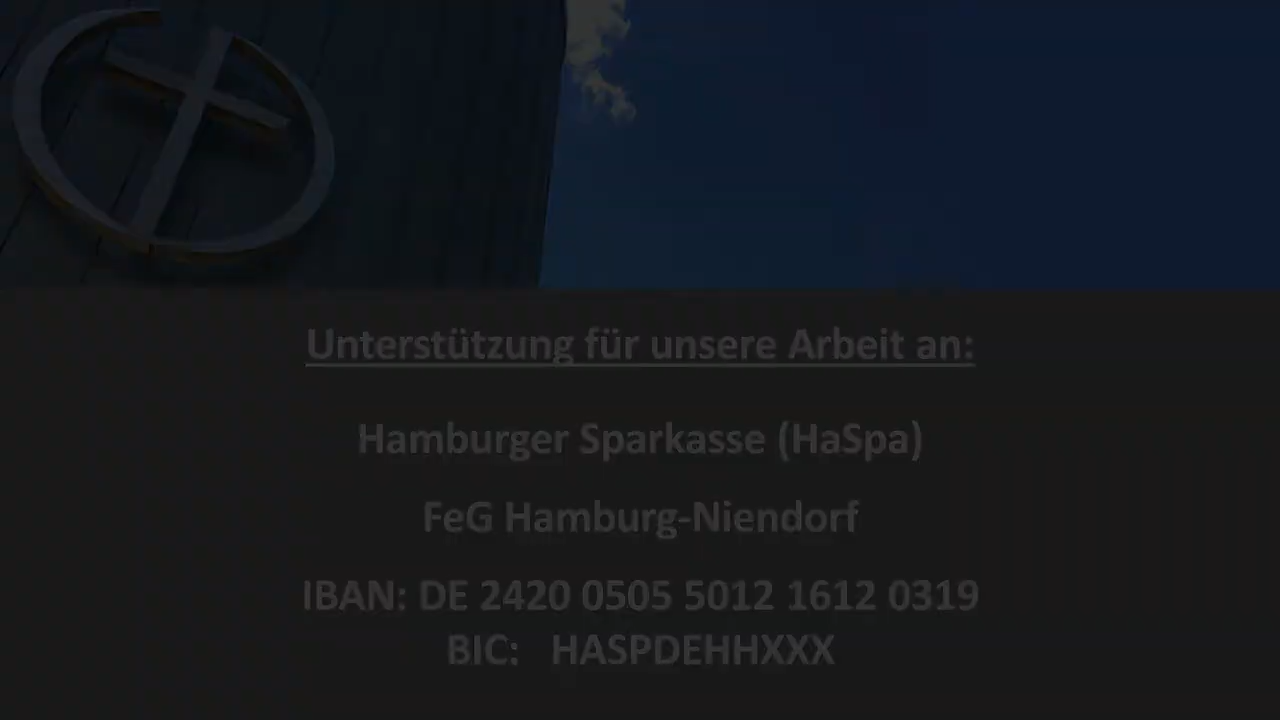 Unterstützung für unsere Arbeit an:
Hamburger Sparkasse (HaSpa)
FeG Hamburg-Niendorf
IBAN: DE 2420 0505 5012 1612 0319
BIC: HASPDEHHXXX